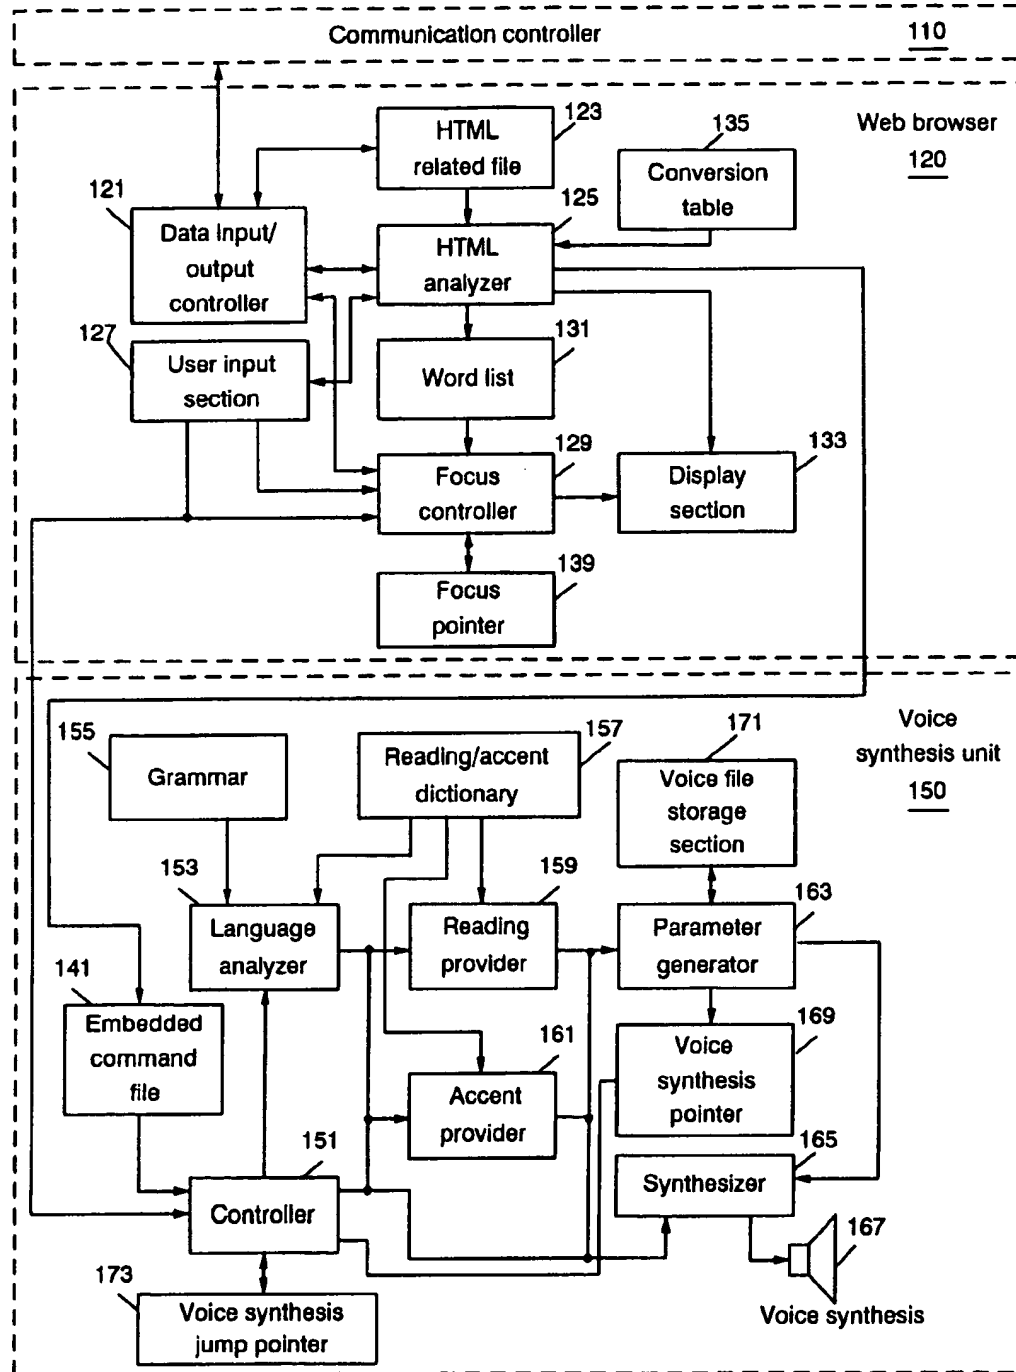 Communication controller
110
Web browser
120
123
HTML
related file
135
Conversion
table
121
Data input/
output
controller
125
HTML
analyzer
127
User input
section
131
Word list
129
Focus
controller
133
Display
section
139
Focus
pointer
Voice
synthesis unit
150
155
Grammar
157
Reading/accent
dictionary
171
Voice file
storage
section
153
Language
analyzer
159
Reading
provider
163
Parameter
generator
141
Embedded
command
file
161
Accent
provider
169
Voice
synthesis
pointer
151
Controller
165
Synthesizer
167
Voice synthesis
173
Voice synthesis
jump pointer